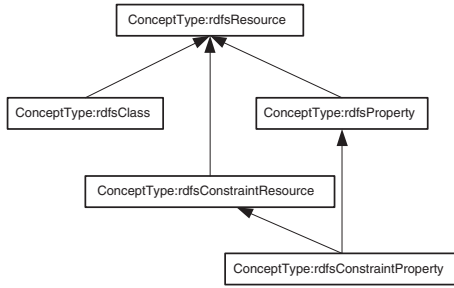 ConceptType:rdfsResource
ConceptType:rdfsClass
ConceptType:rdfsProperty
ConceptType:rdfsConstraintResource
ConceptType:rdfsConstraintProperty